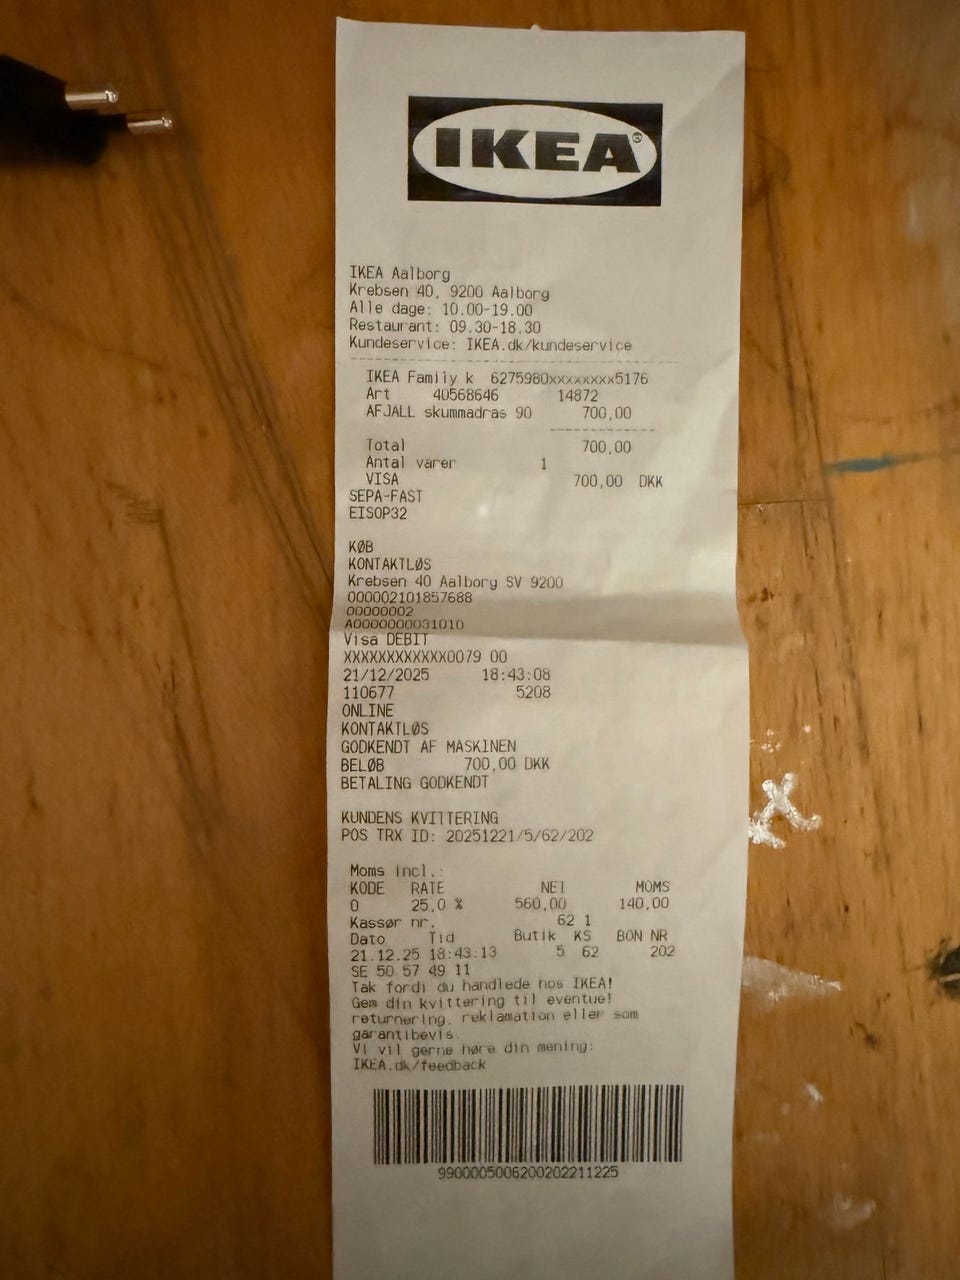 IKEA
IKEA Aalborg
Krebsen 40, 9200 Aalborg
Alle dage: 10.00-19.00
Restaurant: 09.30-18.30
Kundeservice: IKEA.dk/kundeservice
IKEA Family k 6275980xxxxxxxx5176
Art 40568646 14872
AFJALL skummadras 90 700,00
Total 700,00
Antal varer 1
VISA 700,00 DKK
SEPA-FAST
EISOP32
KØB
KONTAKTLØS
Krebsen 40 Aalborg SV 9200
000002101857688
00000002
A0000000031010
Visa DEBIT
XXXXXXXXXXXX0079 00
21/12/2025 18:43:08
110677 5208
ONLINE
KONTAKTLØS
GODKENDT AF MASKINEN
BELØB 700,00 DKK
BETALING GODKENDT
KUNDENS KVITTERING
POS TRX ID: 20251221/5/62/202
Moms incl.:
KODE RATE NET MOMS
0 25,0 % 560,00 140,00
Kassør nr. 62 1
Dato Tid Butik KS BON NR
21.12.25 18:43:13 5 62 202
SE 50 57 49 11
Tak fordi du handlede hos IKEA!
Gem din kvittering til eventuel
returnering, reklamation eller som
garantibevis.
Vi vil gerne høre din mening:
IKEA.dk/feedback
9900005006200202211225